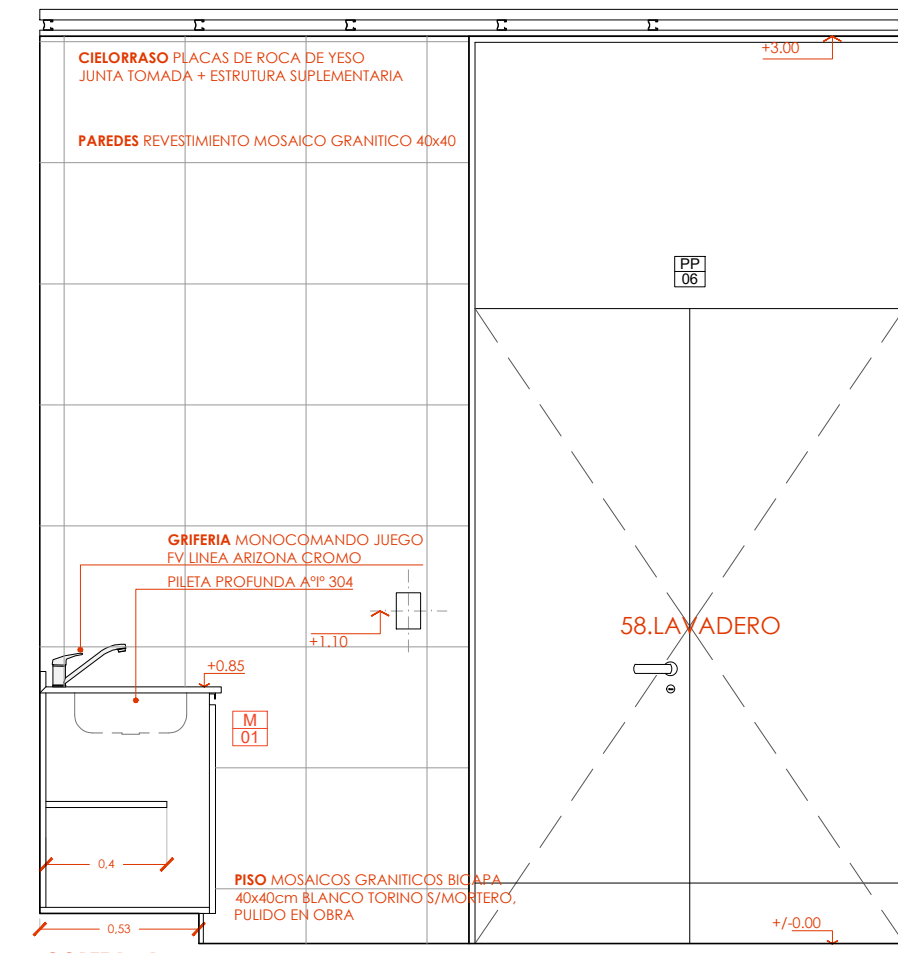 +3.00
CIELORRASO PLACAS DE ROCA DE YESO
JUNTA TOMADA + ESTRUTURA SUPLEMENTARIA
PAREDES REVESTIMIENTO MOSAICO GRANITICO 40x40
PP
06
GRIFERIA MONOCOMANDO JUEGO
FV LINEA ARIZONA CROMO
PILETA PROFUNDA AºIº 304
+1.10
58.LAVADERO
+0.85
M
01
0,4
PISO MOSAICOS GRANITICOS BICAPA
40x40cm BLANCO TORINO S/MORTERO,
PULIDO EN OBRA
0,53
+/-0.00